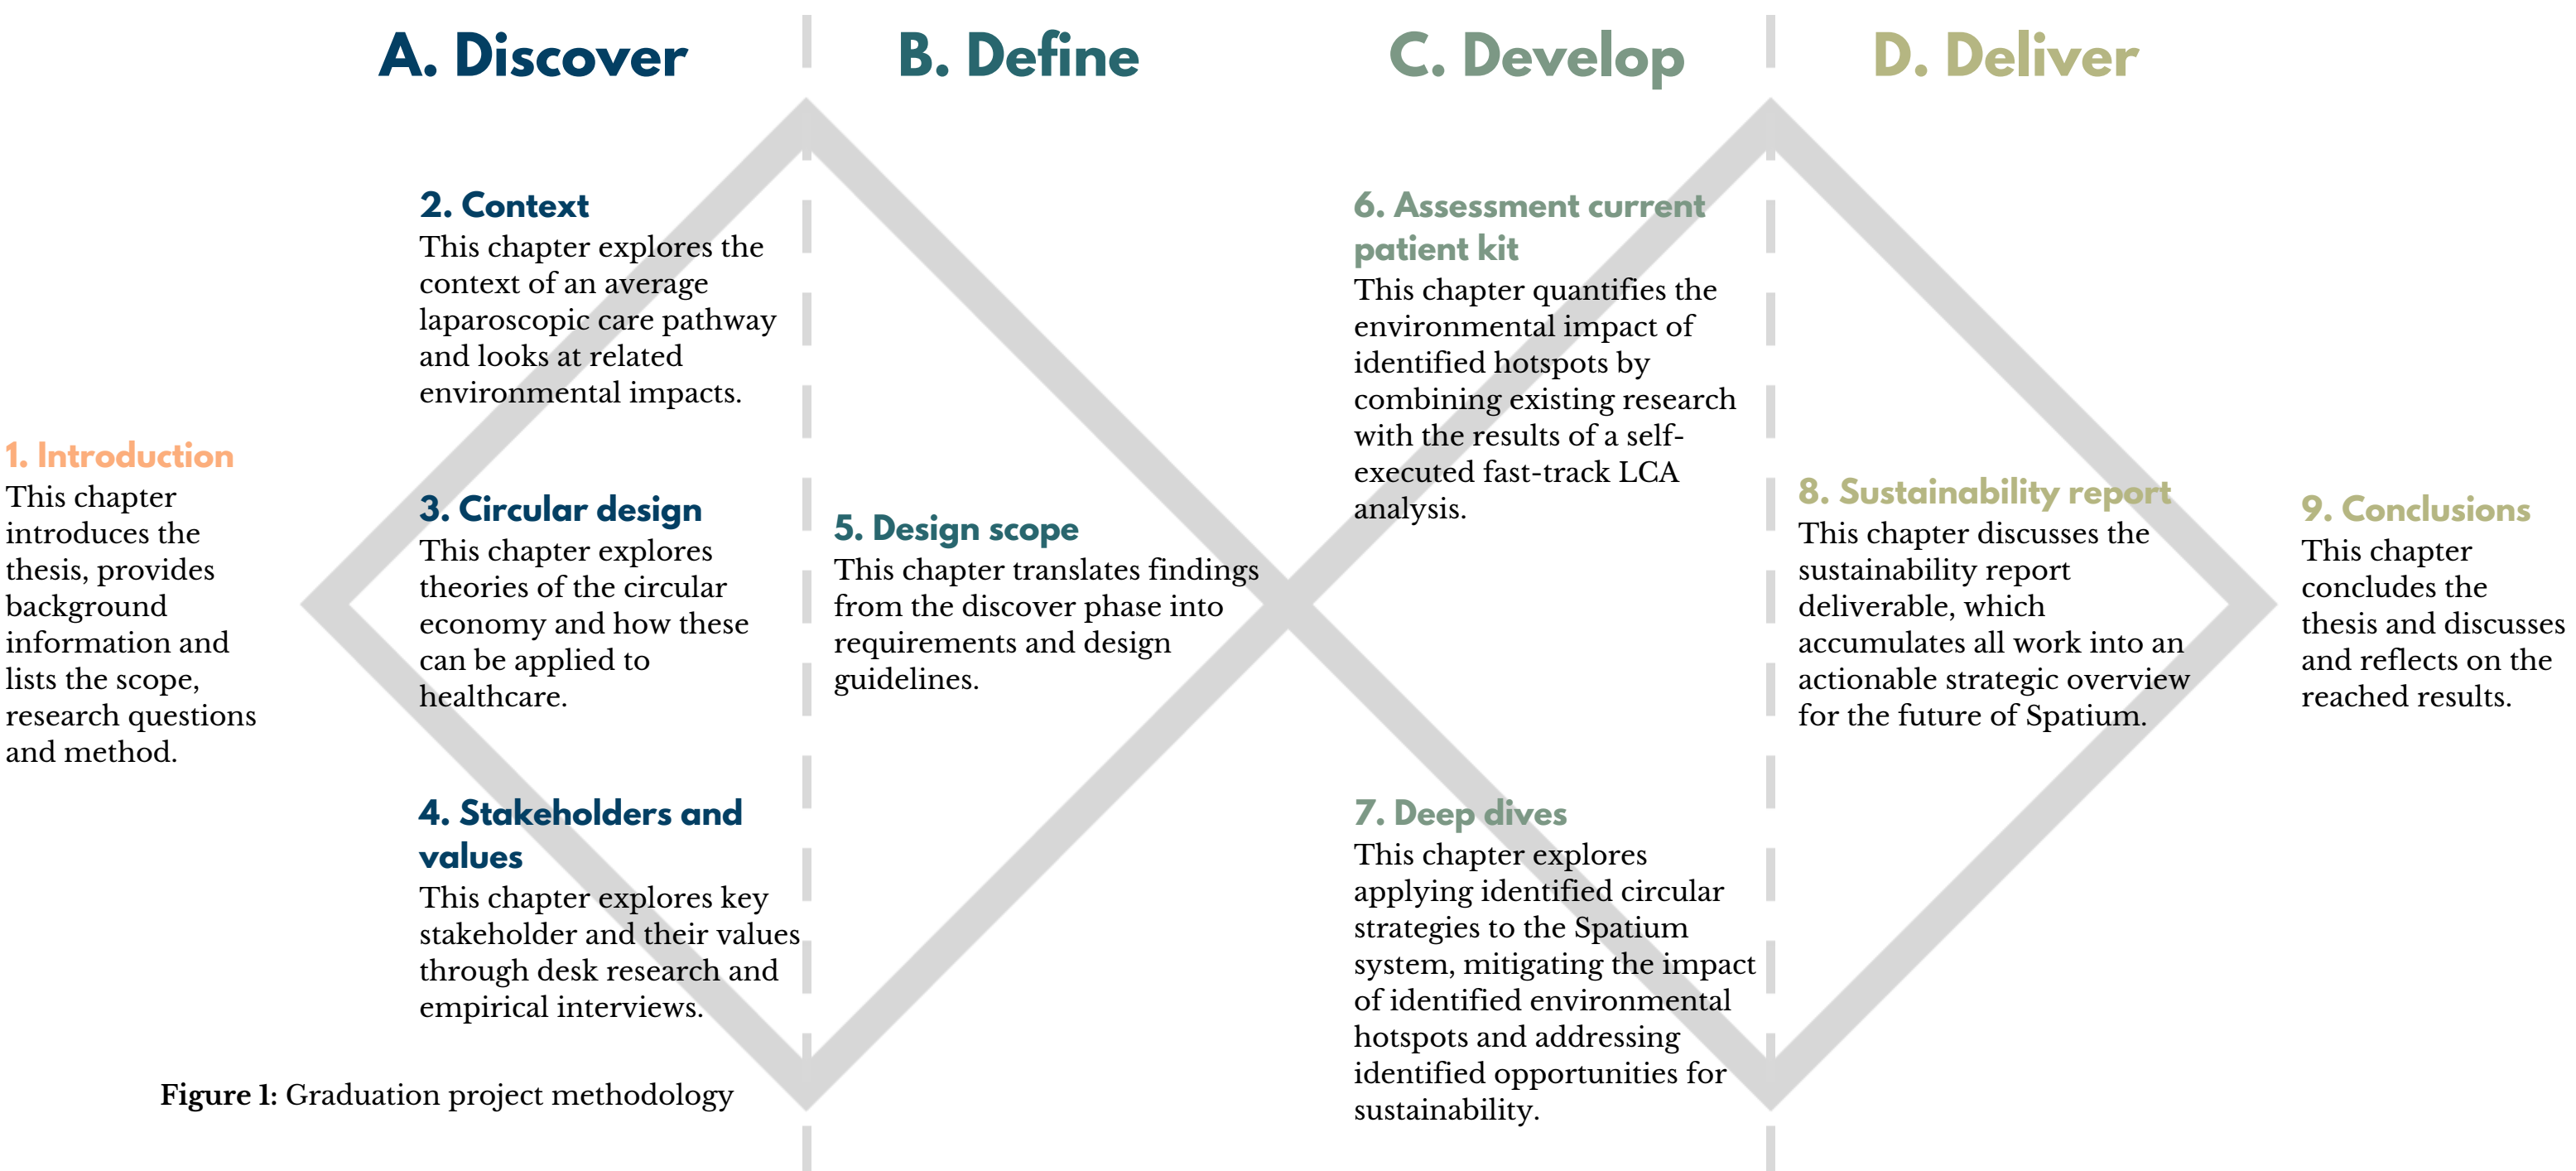 A. Discover
B. Define
C. Develop
D. Deliver
1. Introduction
This chapter
introduces the
thesis, provides
background
information and
lists the scope,
research questions
and method.
2. Context
This chapter explores the
context of an average
laparoscopic care pathway
and looks at related
environmental impacts.
3. Circular design
This chapter explores
theories of the circular
economy and how these
can be applied to
healthcare.
4. Stakeholders and
values
This chapter explores key
stakeholder and their values
through desk research and
empirical interviews.
5. Design scope
This chapter translates findings
from the discover phase into
requirements and design
guidelines.
6. Assessment current
patient kit
This chapter quantifies the
environmental impact of
identified hotspots by
combining existing research
with the results of a self-
executed fast-track LCA
analysis.
7. Deep dives
This chapter explores
applying identified circular
strategies to the Spatium
system, mitigating the impact
of identified environmental
hotspots and addressing
identified opportunities for
sustainability.
8. Sustainability report
This chapter discusses the
sustainability report
deliverable, which
accumulates all work into an
actionable strategic overview
for the future of Spatium.
9. Conclusions
This chapter
concludes the
thesis and discusses
and reflects on the
reached results.
Figure 1: Graduation project methodology